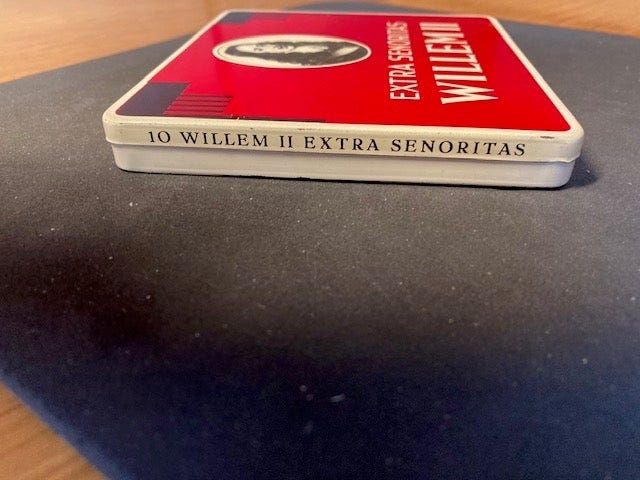 EXTRA SENORITAS
WILLEM II
10 WILLEM II EXTRA SENORITAS